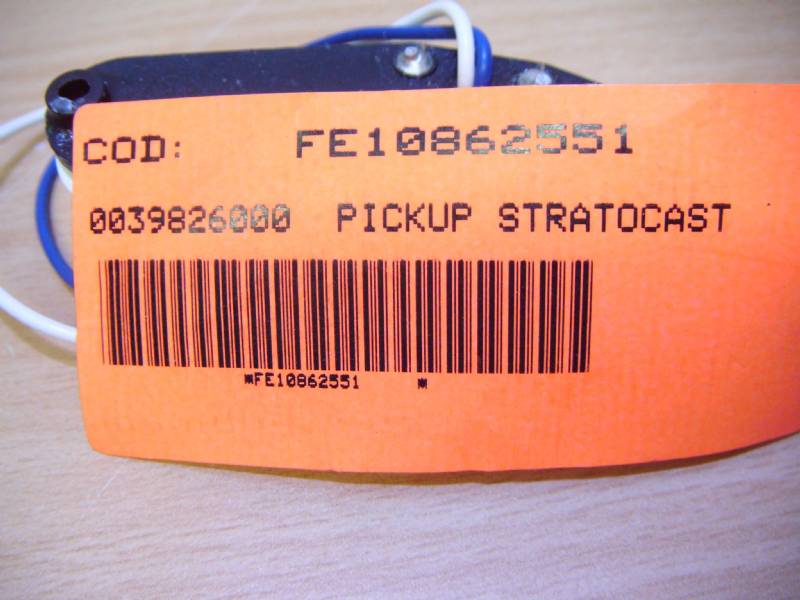 COD: FE10862551
0039826000 PICKUP STRATOCAST
*FE10862551 *